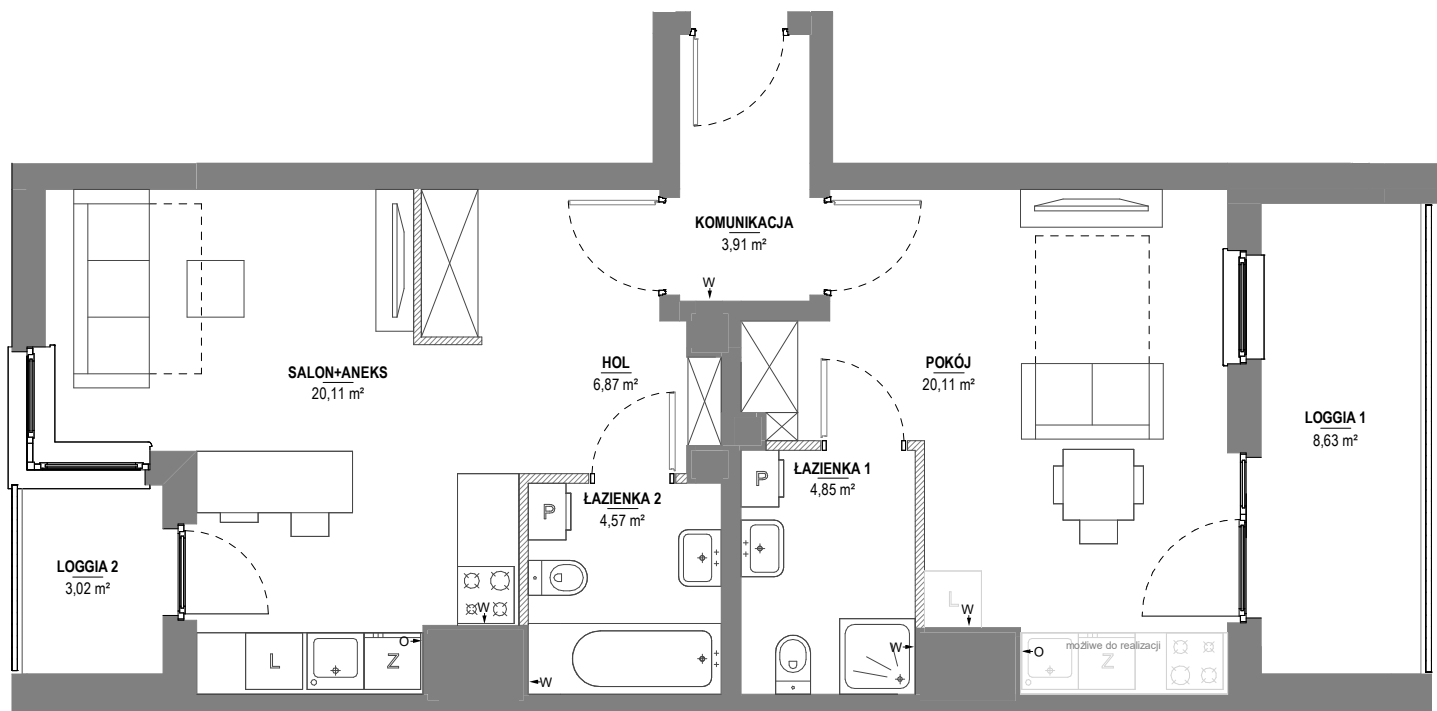 KOMUNIKACJA
3,91 m²
W
SALON+ANEKS
20,11 m²
HOL
6,87 m²
POKÓJ
20,11 m²
LOGGIA 1
8,63 m²
ŁAZIENKA 1
4,85 m²
P
ŁAZIENKA 2
4,57 m²
P
LOGGIA 2
3,02 m²
W
L
W
O
L
Z
W
W
O
możliwe do realizacji
Z